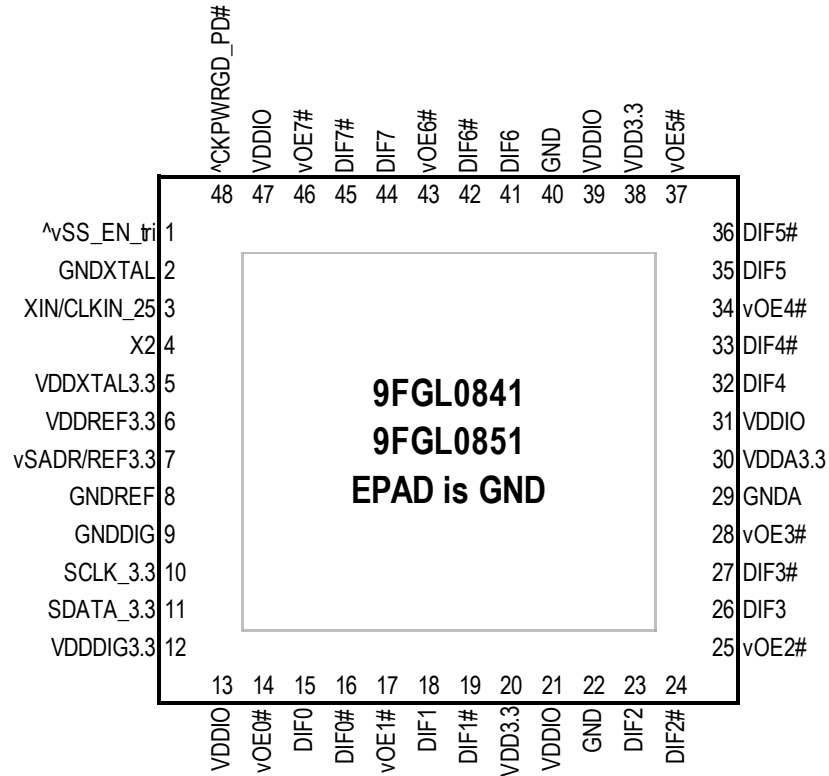 ^CKPWRGD_PD#
VDDIO
vOE7#
DIF7#
DIF7
vOE6#
DIF6#
DIF6
GND
VDDIO
VDD3.3
vOE5#
48 47 46 45 44 43 42 41 40 39 38 37
^vSS_EN_tri 1
GNDXTAL 2
XIN/CLKIN_25 3
X2 4
VDDXTAL3.3 5
VDDREF3.3 6
vSADR/REF3.3 7
GNDREF 8
GNDDIG 9
SCLK_3.3 10
SDATA_3.3 11
VDDDIG3.3 12
9FGL0841
9FGL0851
EPAD is GND
36 DIF5#
35 DIF5
34 vOE4#
33 DIF4#
32 DIF4
31 VDDIO
30 VDDA3.3
29 GNDA
28 vOE3#
27 DIF3#
26 DIF3
25 vOE2#
13 14 15 16 17 18 19 20 21 22 23 24
VDDIO
vOE0#
DIF0
DIF0#
vOE1#
DIF1
DIF1#
VDD3.3
VDDIO
GND
DIF2
DIF2#